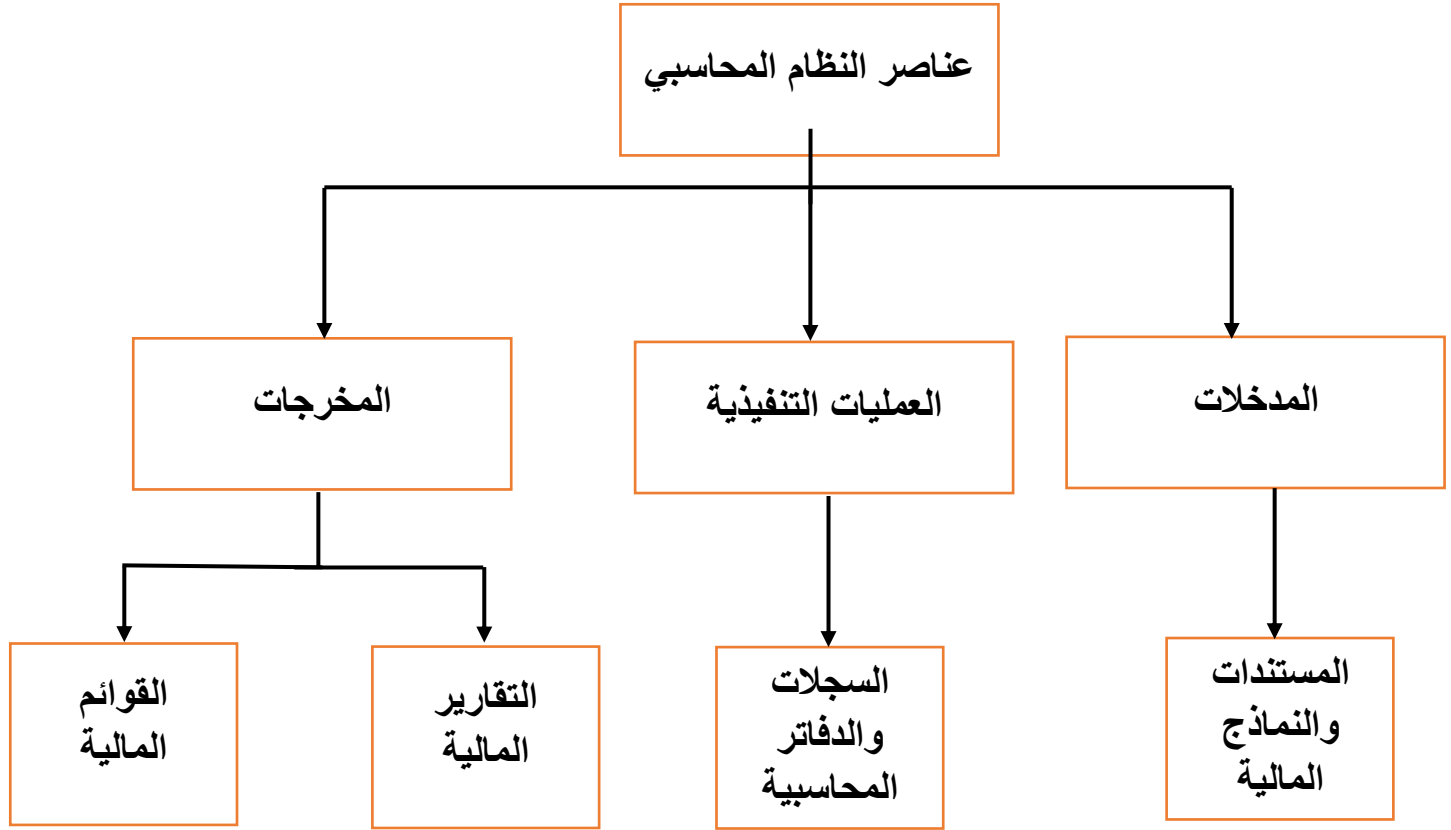 عناصر النظام المحاسبي
المدخلات
العمليات التنفيذية
المخرجات
المستندات
والنماذج
المالية
السجلات
والدفاتر
المحاسبية
التقارير
المالية
القوائم
المالية